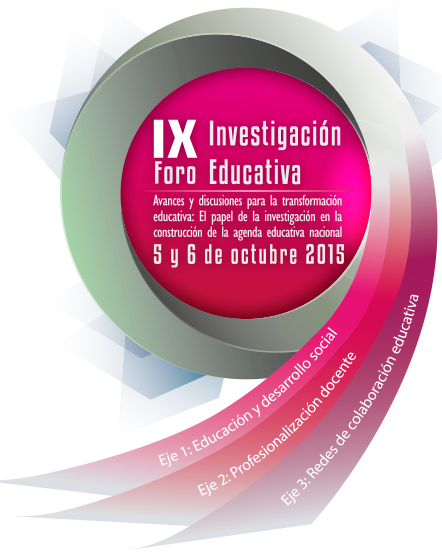 IX Investigación
Foro Educativa
Avances y discusiones para la transformación
educativa: El papel de la investigación en la
construcción de la agenda educativa nacional
5 y 6 de octubre 2015
Eje 1: Educación y desarrollo social
Eje 2: Profesionalización docente
Eje 3: Redes de colaboración educativa